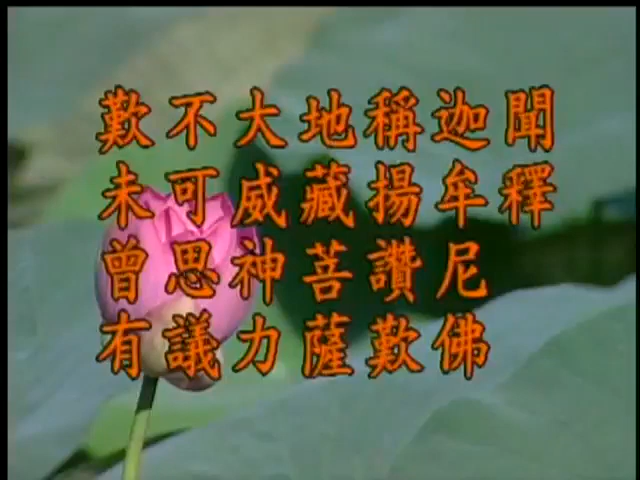 聞釋
迦牟尼佛
稱揚讚歎
地藏菩薩
大威神力
不可思議
歎未曾有